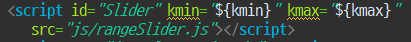 <script id="Slider" kmin="${kmin}" kmax="${kmax}"
src="js/rangeSlider.js"></script>